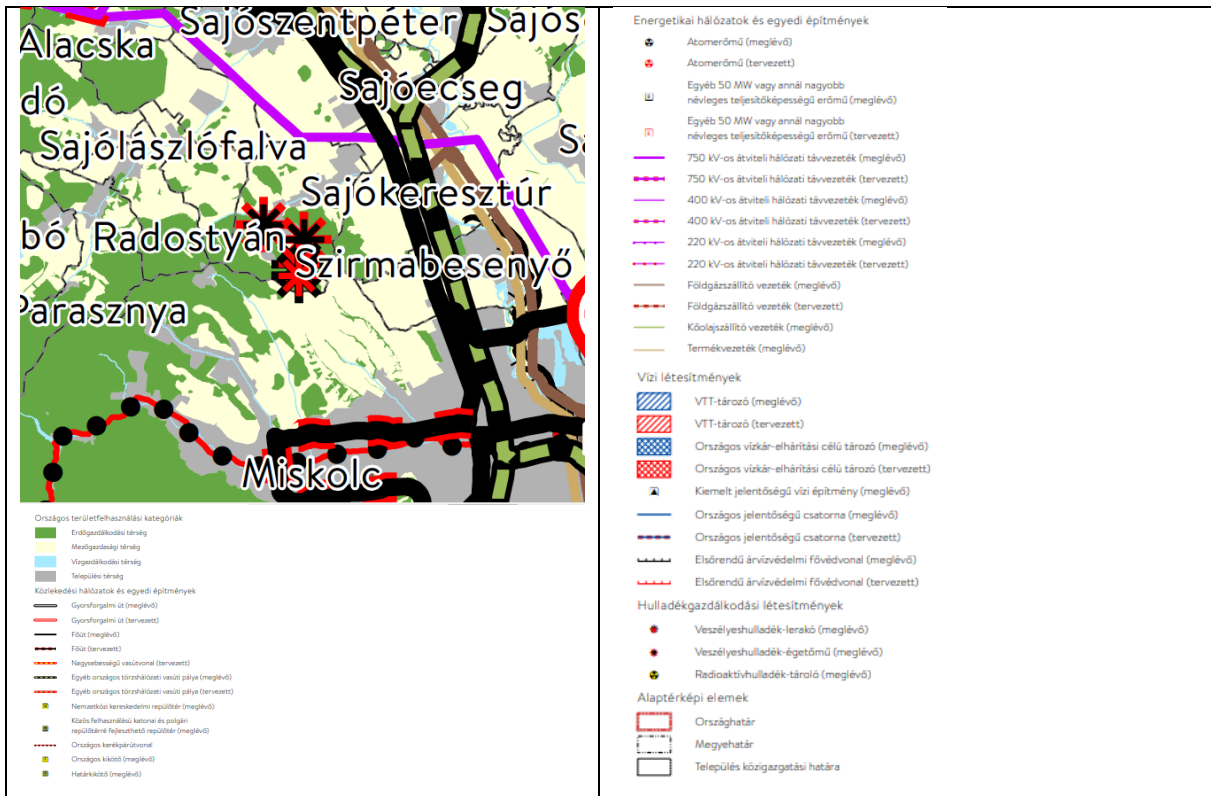 Sajószentpéter
Sajós
Alacska
dó
Sajóecseg
Sajólászlófalva
Sajókeresztúr
bó
Radostyán
Szirmabesenyő
Parasznya
Miskolc
Országos területfelhasználási kategóriák
Erdőgazdálkodási térség
Mezőgazdasági térség
Vízgazdálkodási térség
Települési térség
Közlekedési hálózatok és egyedi építmények
Gyorsforgalmi út (meglévő)
Gyorsforgalmi út (tervezett)
Főút (meglévő)
Főút (tervezett)
Nagysebességű vasútvonal (tervezett)
Egyéb országos törzshálózati vasúti pálya (meglévő)
Egyéb országos törzshálózati vasúti pálya (tervezett)
Nemzetközi kereskedelmi repülőtér (meglévő)
Közös felhasználású katonai és polgári
repülőtérré fejleszthető repülőtér (meglévő)
Országos kerékpárútvonal
Országos kikötő (meglévő)
Határkikötő (meglévő)
Energetikai hálózatok és egyedi építmények
Atomerőmű (meglévő)
Atomerőmű (tervezett)
Egyéb 50 MW vagy annál nagyobb
névleges teljesítőképességű erőmű (meglévő)
Egyéb 50 MW vagy annál nagyobb
névleges teljesítőképességű erőmű (tervezett)
750 kV-os átviteli hálózati távvezeték (meglévő)
750 kV-os átviteli hálózati távvezeték (tervezett)
400 kV-os átviteli hálózati távvezeték (meglévő)
400 kV-os átviteli hálózati távvezeték (tervezett)
220 kV-os átviteli hálózati távvezeték (meglévő)
220 kV-os átviteli hálózati távvezeték (tervezett)
Földgázszállító vezeték (meglévő)
Földgázszállító vezeték (tervezett)
Kőolajszállító vezeték (meglévő)
Termékvezeték (meglévő)
Vízi létesítmények
VTT-tározó (meglévő)
VTT-tározó (tervezett)
Országos vízkár-elhárítási célú tározó (meglévő)
Országos vízkár-elhárítási célú tározó (tervezett)
Kiemelt jelentőségű vízi építmény (meglévő)
Országos jelentőségű csatorna (meglévő)
Országos jelentőségű csatorna (tervezett)
Elsőrendű árvízvédelmi fővédvonal (meglévő)
Elsőrendű árvízvédelmi fővédvonal (tervezett)
Hulladékgazdálkodási létesítmények
Veszélyeshulladék-lerakó (meglévő)
Veszélyeshulladék-égetőmű (meglévő)
Radioaktívhulladék-tároló (meglévő)
Alaptérképi elemek
Országhatár
Megyehatár
Település közigazgatási határa